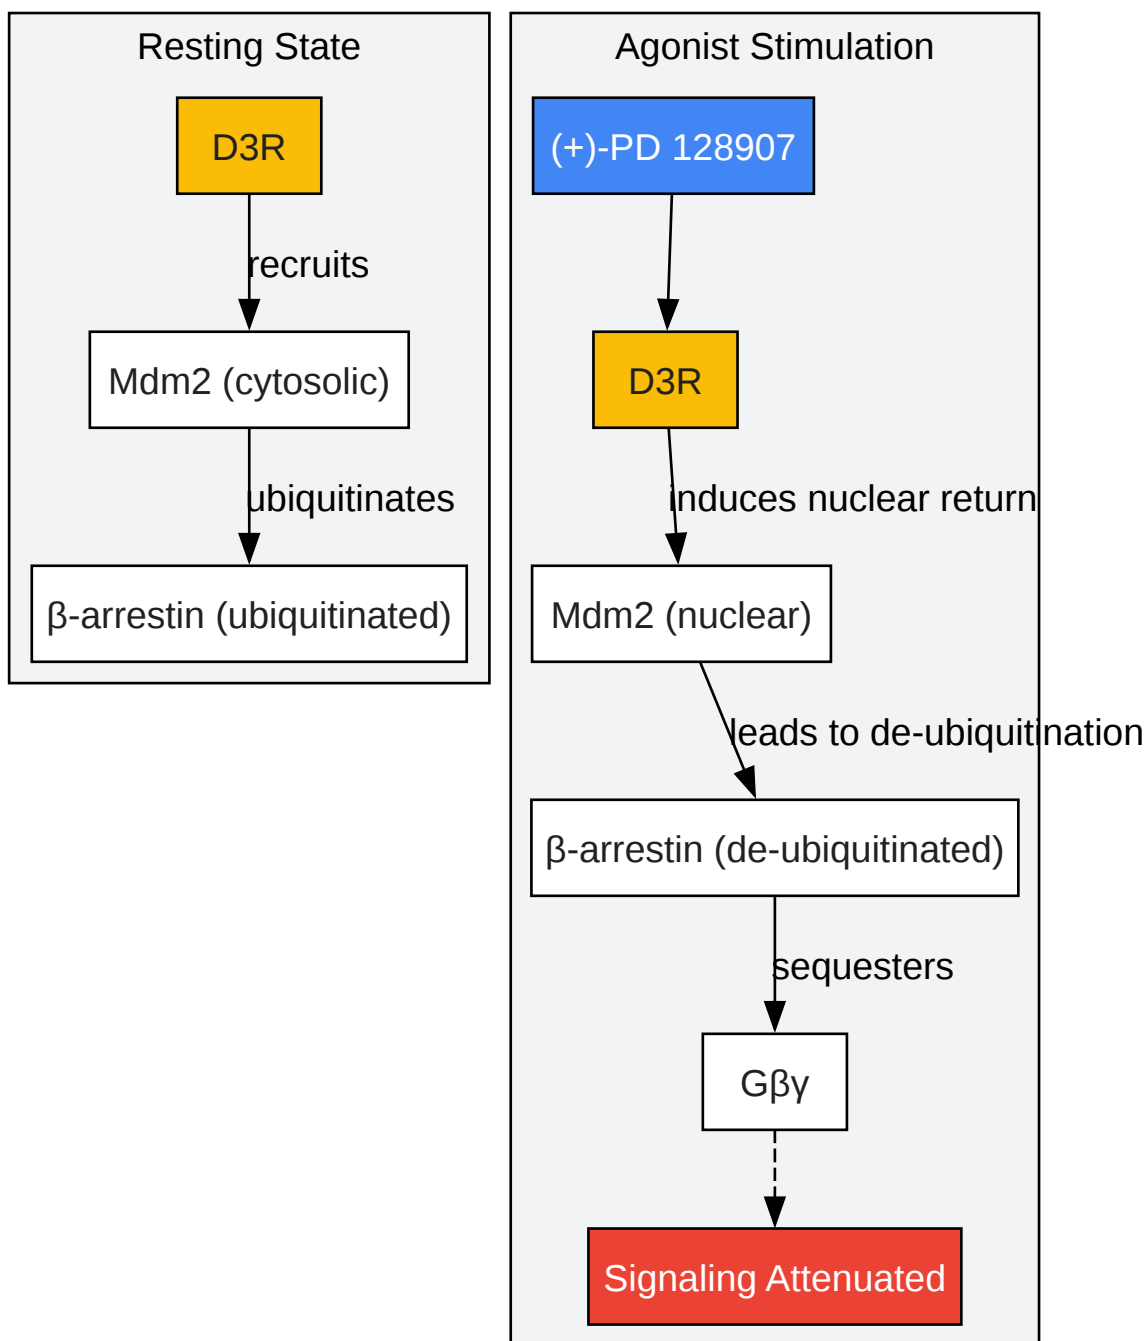 Resting State
D3R
recruits
Mdm2 (cytosolic)
ubiquitinates
β-arrestin (ubiquitinated)
Agonist Stimulation
(+)-PD 128907
D3R
induces nuclear return
Mdm2 (nuclear)
leads to de-ubiquitination
β-arrestin (de-ubiquitinated)
sequesters
Gβγ
Signaling Attenuated